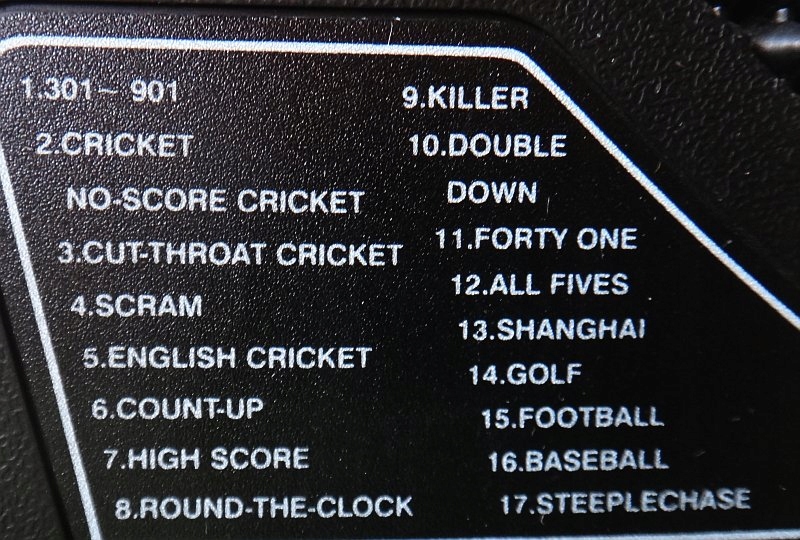 1.301 – 901
2.CRICKET
NO-SCORE CRICKET
3.CUT-THROAT CRICKET
4.SCRAM
5.ENGLISH CRICKET
6.COUNT-UP
7.HIGH SCORE
8.ROUND-THE-CLOCK
9.KILLER
10.DOUBLE
DOWN
11.FORTY ONE
12.ALL FIVES
13.SHANGHAI
14.GOLF
15.FOOTBALL
16.BASEBALL
17.STEEPLECHASE